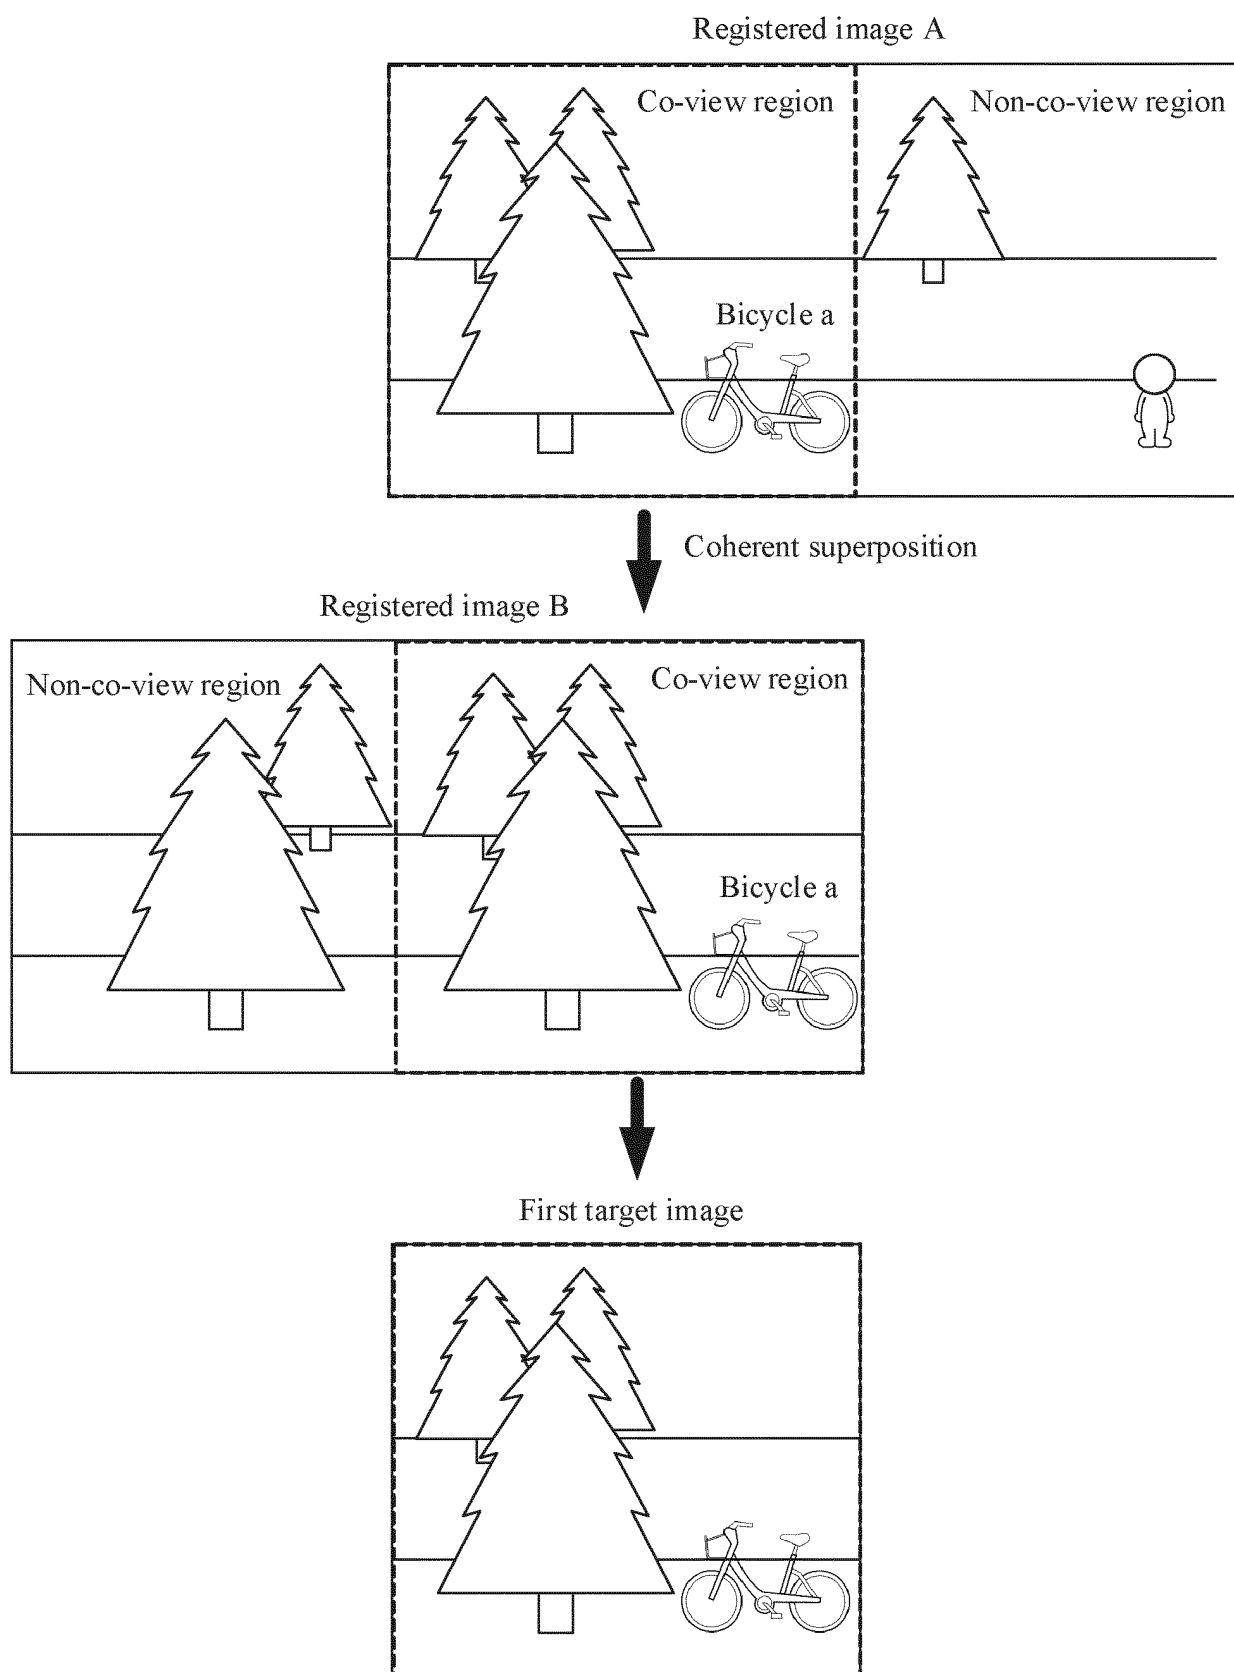 Registered image A
Co-view region
Non-co-view region
Bicycle a
Coherent superposition
Registered image B
Non-co-view region
Co-view region
Bicycle a
First target image